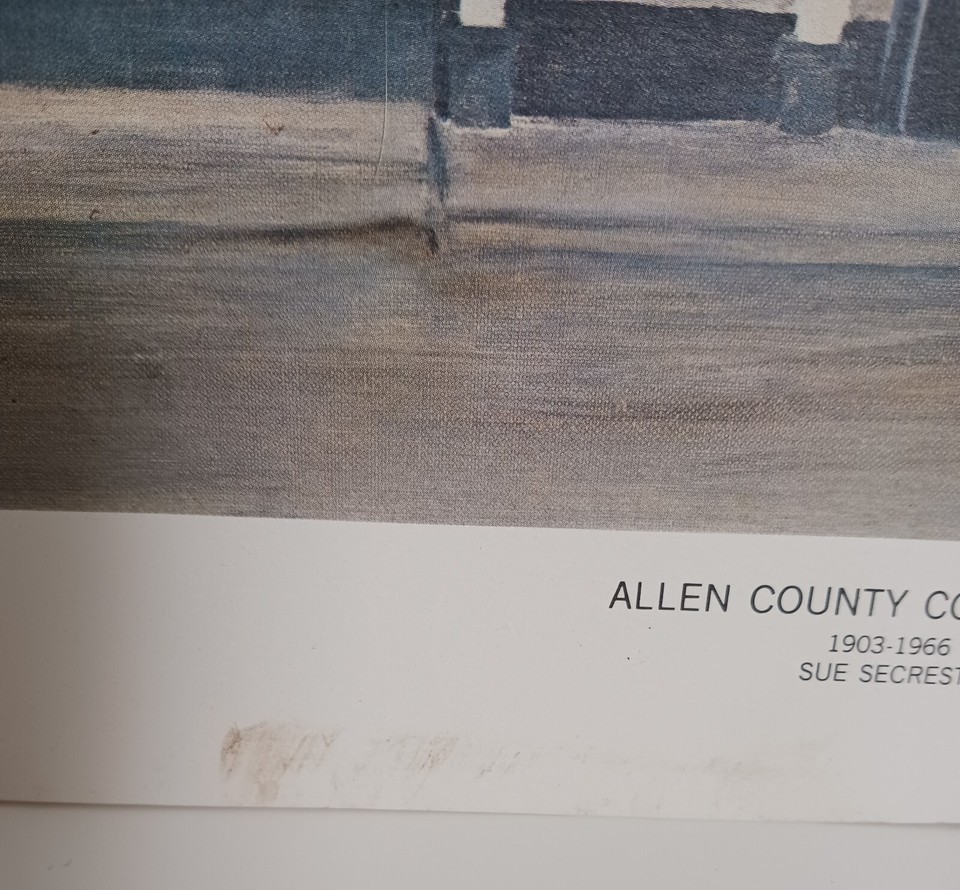 ALLEN COUNTY CO
1903-1966
SUE SECREST